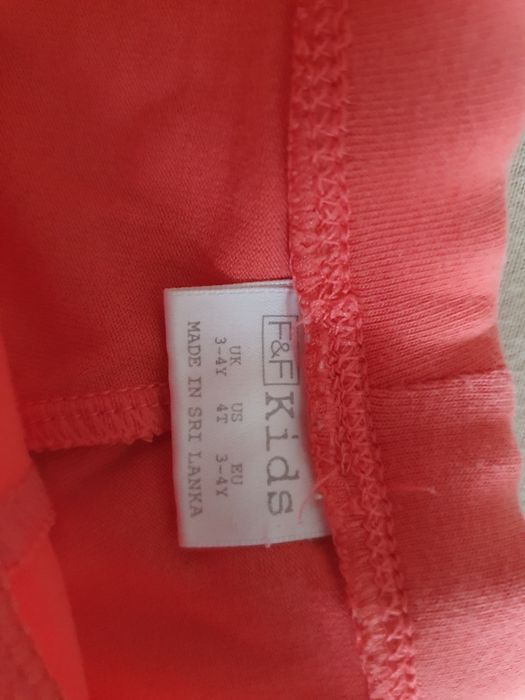 F&F Kids
UK US EU
3-4Y 4T 3-4Y
MADE IN SRI LANKA